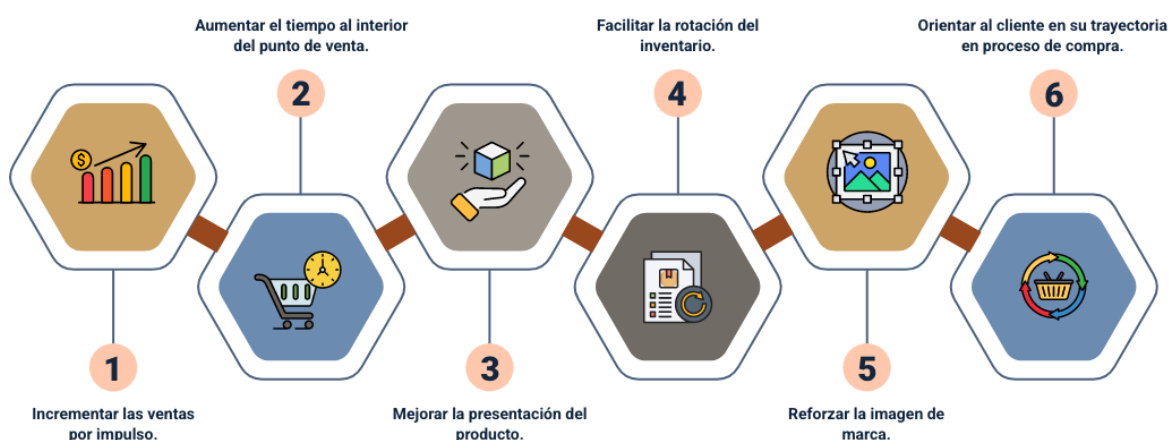 1
Incrementar las ventas
por impulso.
Aumentar el tiempo al interior
del punto de venta.
2
3
Mejorar la presentación del
producto.
Facilitar la rotación del
inventario.
4
5
Reforzar la imagen de
marca.
Orientar al cliente en su trayectoria
en proceso de compra.
6
$